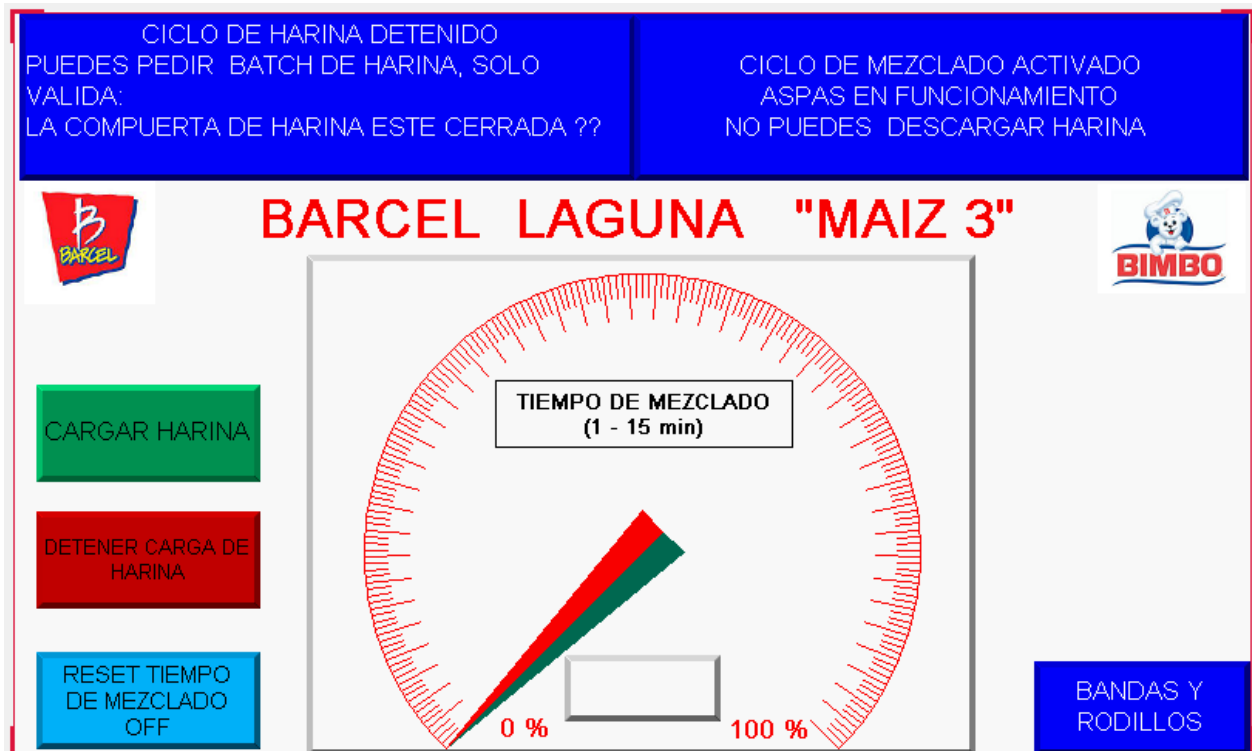 CICLO DE HARINA DETENIDO
PUEDES PEDIR BATCH DE HARINA, SOLO
VALIDA:
LA COMPUERTA DE HARINA ESTE CERRADA ??
CICLO DE MEZCLADO ACTIVADO
ASPAS EN FUNCIONAMIENTO
NO PUEDES DESCARGAR HARINA
B
BARCEL
BARCEL LAGUNA "MAIZ 3"
BIMBO
TIEMPO DE MEZCLADO
(1 - 15 min)
CARGAR HARINA
DETENER CARGA DE
HARINA
RESET TIEMPO
DE MEZCLADO
OFF
0 %
100 %
BANDAS Y
RODILLOS